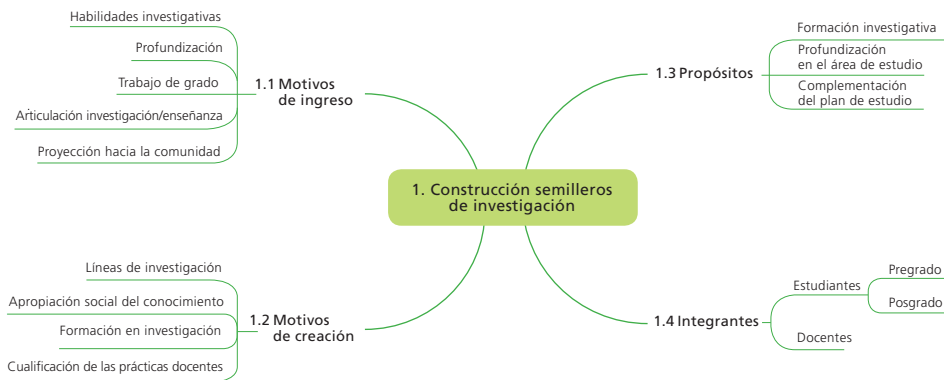 Habilidades investigativas
Profundización
Trabajo de grado
Articulación investigación/enseñanza
Proyección hacia la comunidad
1.1 Motivos
de ingreso
Líneas de investigación
Apropiación social del conocimiento
Formación en investigación
Cualificación de las prácticas docentes
1.2 Motivos
de creación
1. Construcción semilleros
de investigación
1.3 Propósitos
Formación investigativa
Profundización
en el área de estudio
Complementación
del plan de estudio
1.4 Integrantes
Estudiantes
Pregrado
Posgrado
Docentes